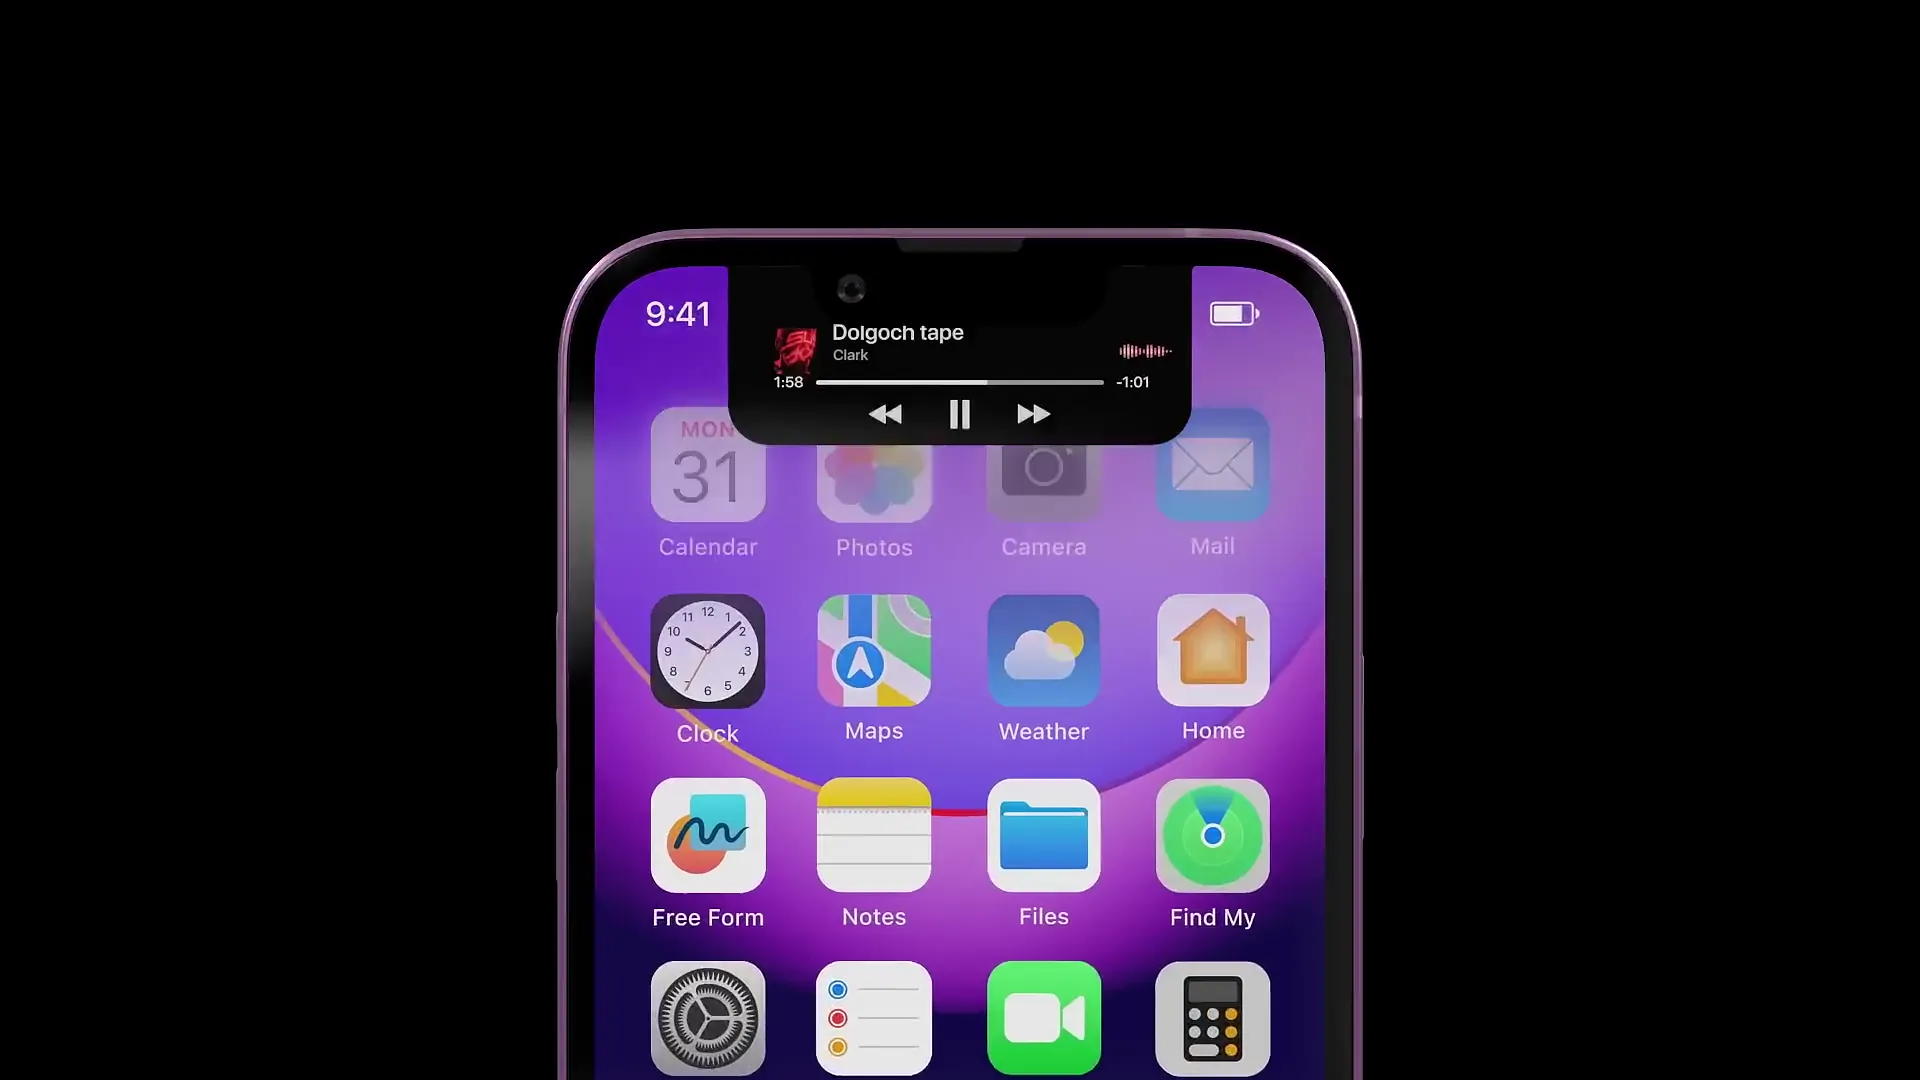 9:41
Dolgoch tape
Clark
1:58
-1:01
MON
31
Calendar
Photos
Camera
Mail
12
11
1
10
2
9
3
8
4
7
5
6
Clock
Maps
Weather
Home
Free Form
Notes
Files
Find My